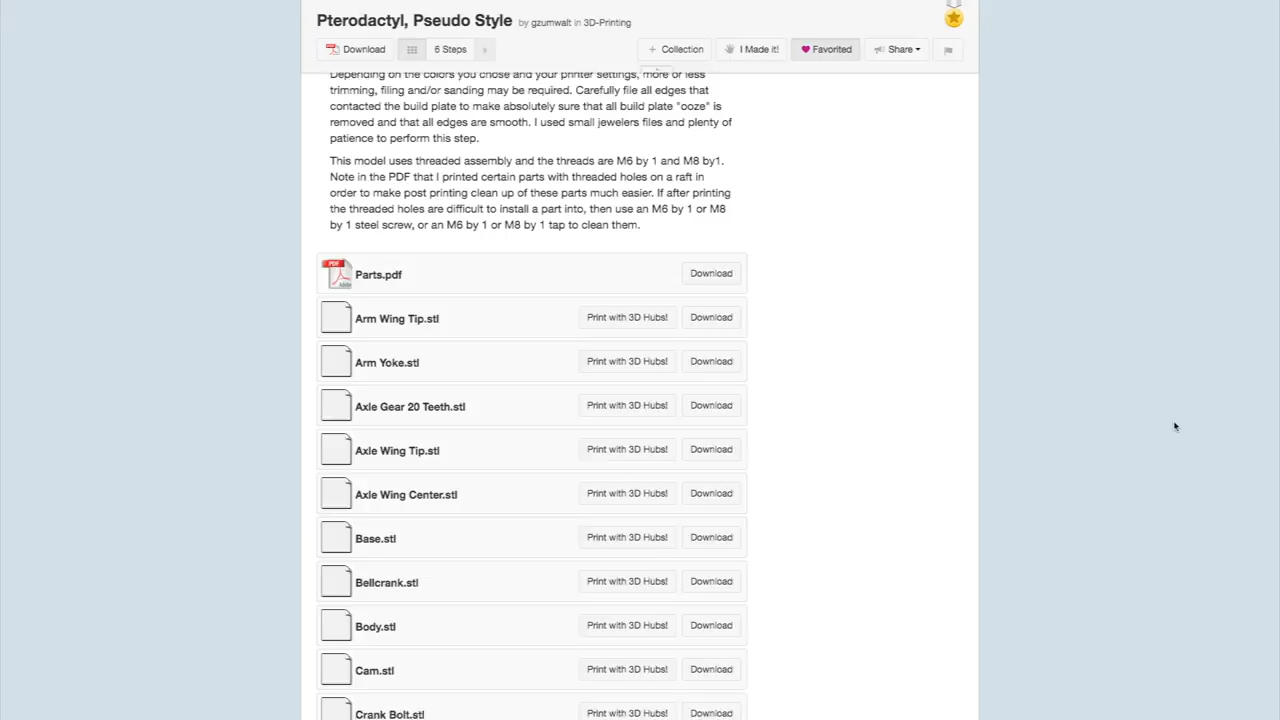 Pterodactyl, Pseudo Style by gzumwalt in 3D-Printing
Download 6 Steps + Collection I Made it! Favorited Share
Depending on the colors you chose and your printer settings, more or less
trimming, filing and/or sanding may be required. Carefully file all edges that
contacted the build plate to make absolutely sure that all build plate "ooze" is
removed and that all edges are smooth. I used small jewelers files and plenty of
patience to perform this step.
This model uses threaded assembly and the threads are M6 by 1 and M8 by1.
Note in the PDF that I printed certain parts with threaded holes on a raft in
order to make post printing clean up of these parts much easier. If after printing
the threaded holes are difficult to install a part into, then use an M6 by 1 or M8
by 1 steel screw, or an M6 by 1 or M8 by 1 tap to clean them.
PDF Adobe Parts.pdf Download
Arm Wing Tip.stl Print with 3D Hubs! Download
Arm Yoke.stl Print with 3D Hubs! Download
Axle Gear 20 Teeth.stl Print with 3D Hubs! Download
Axle Wing Tip.stl Print with 3D Hubs! Download
Axle Wing Center.stl Print with 3D Hubs! Download
Base.stl Print with 3D Hubs! Download
Bellcrank.stl Print with 3D Hubs! Download
Body.stl Print with 3D Hubs! Download
Cam.stl Print with 3D Hubs! Download
Crank Bolt.stl Print with 3D Hubs! Download